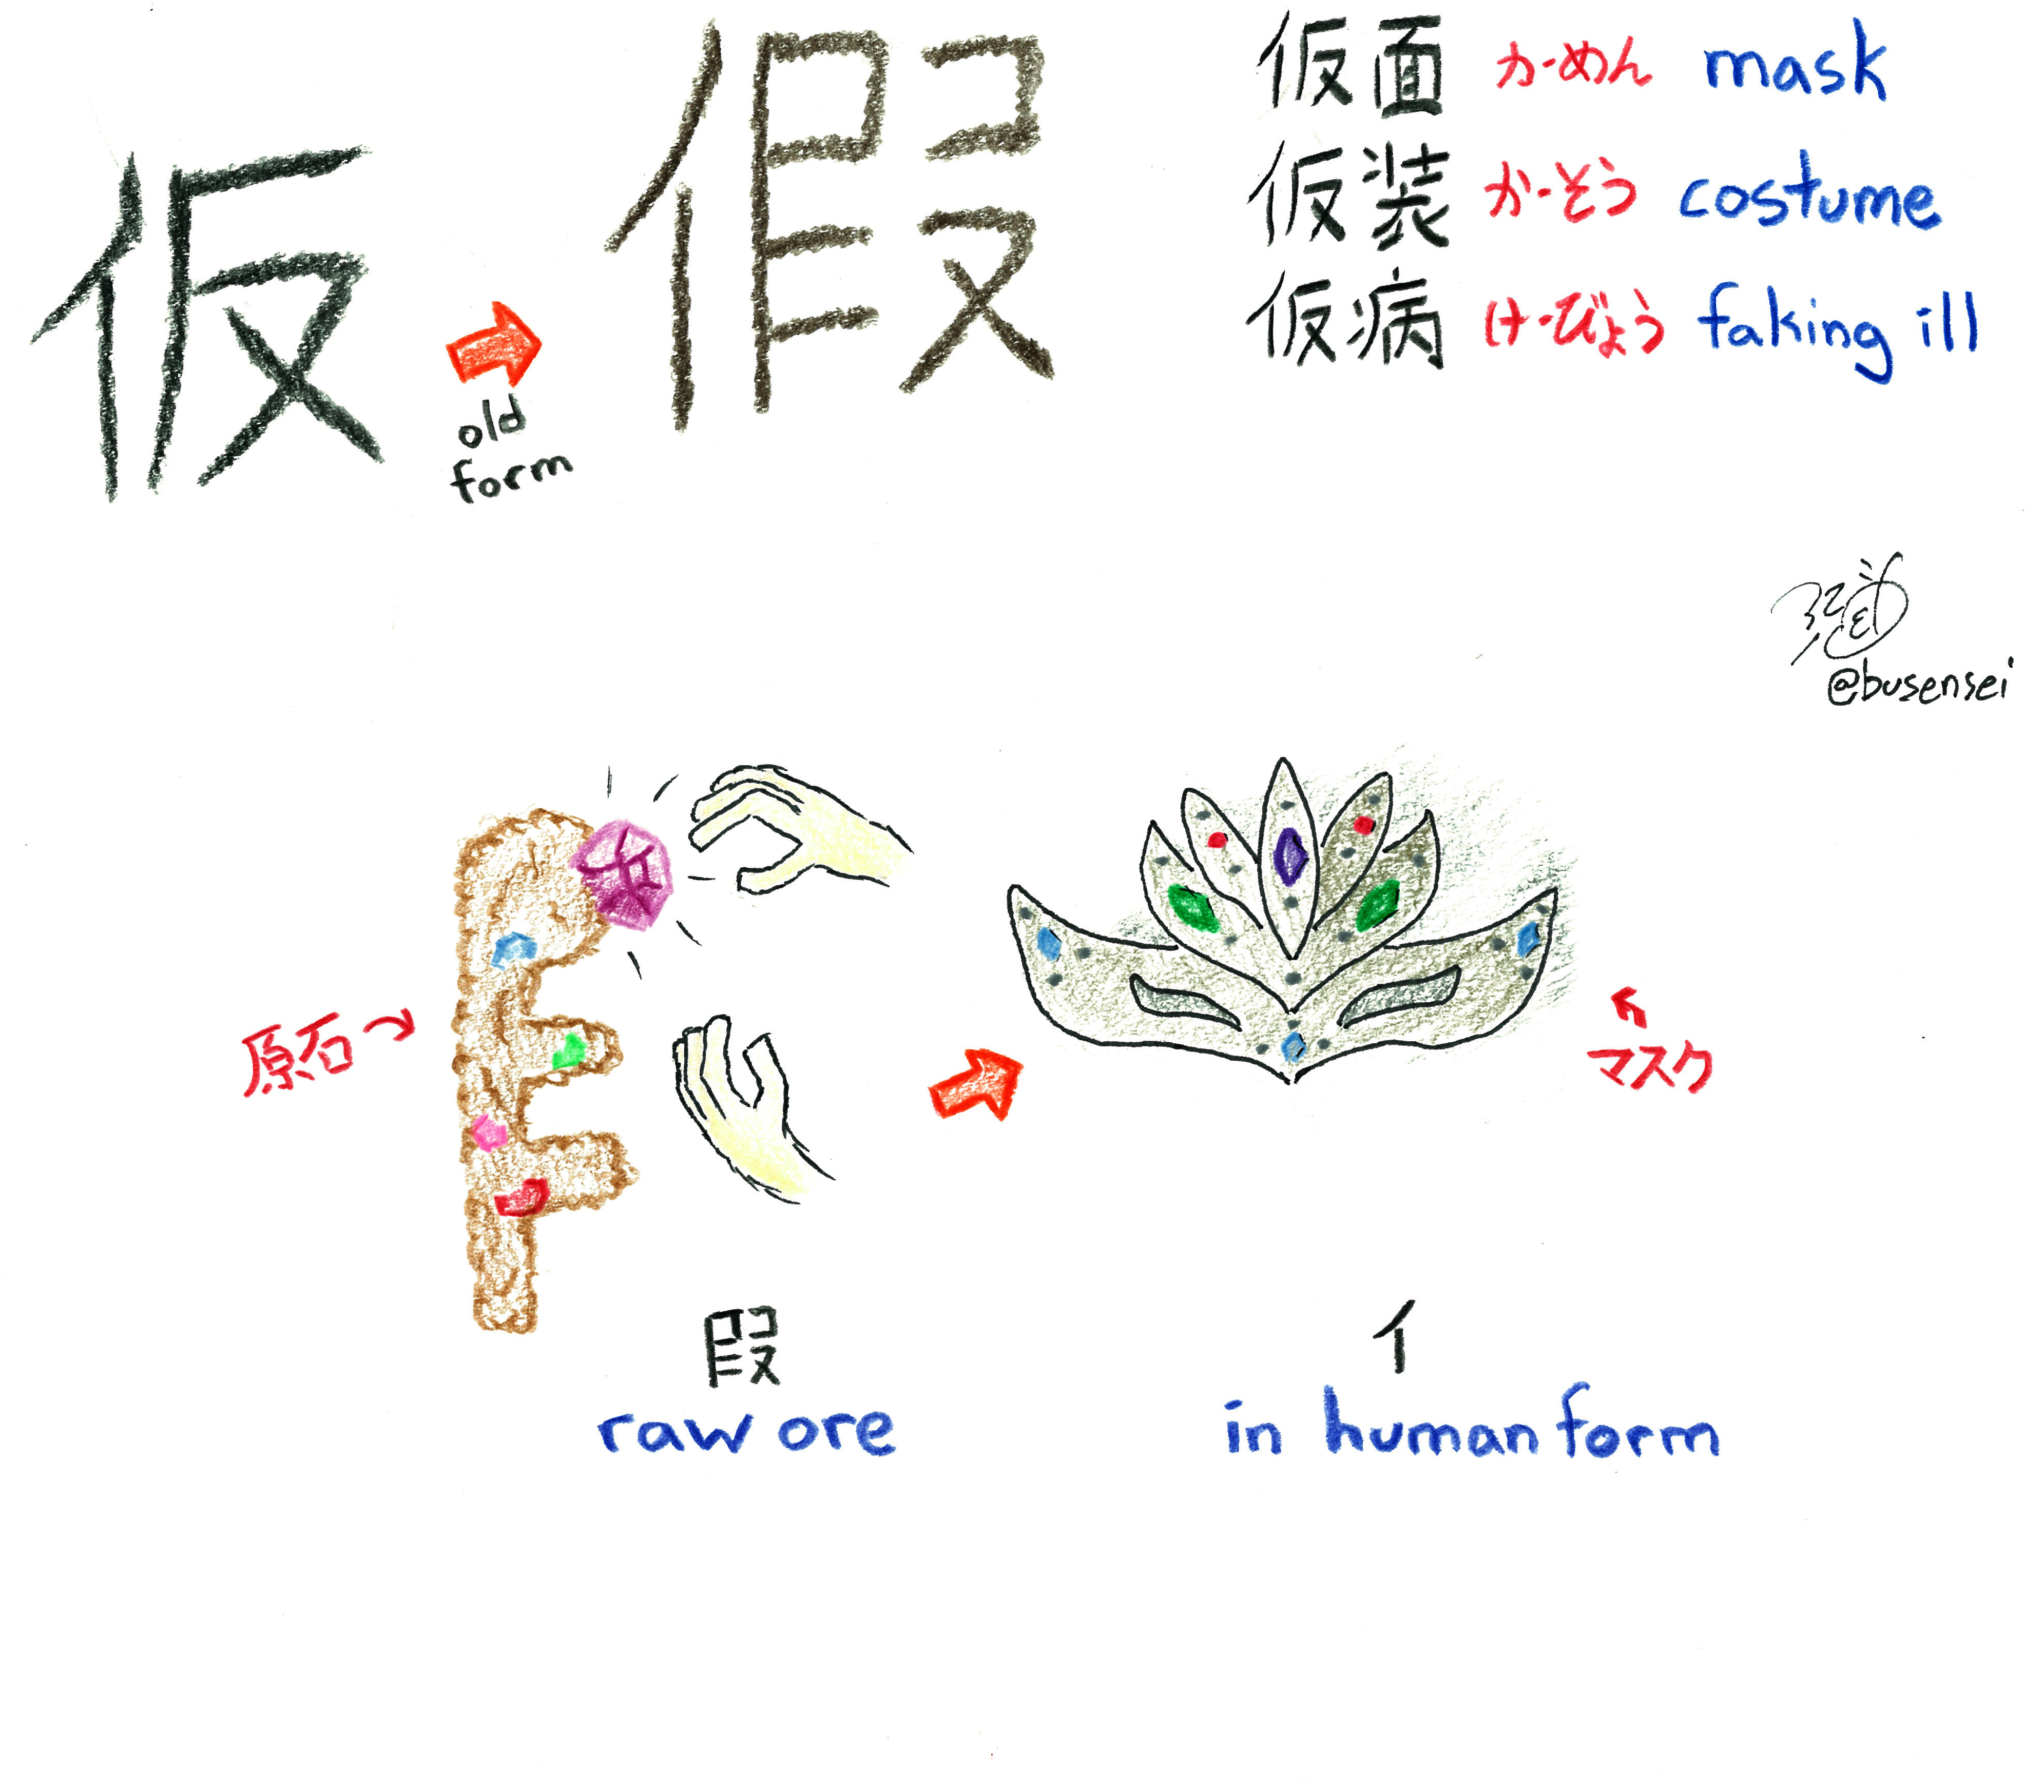 仮
old
form
假
仮面 か-めん mask
仮装 か-そう costume
仮病 け-びょう faking ill
@busensei
原石
マスク
叚
raw ore
亻
in human form